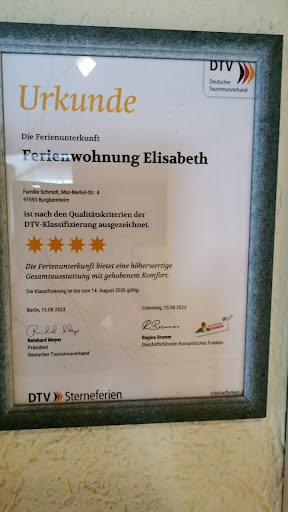 DTV
Deutscher
Tourismusverband
Urkunde
Die Ferienunterkunft
Ferienwohnung Elisabeth
Familie Schmidt, Max-Merkel-Str. 4
91593 Burgbernheim
ist nach den Qualitätskriterien der
DTV-Klassifizierung ausgezeichnet.
Die Ferienunterkunft bietet eine höherwertige
Gesamtausstattung mit gehobenem Komfort.
Die Klassifizierung ist bis zum 14. August 2026 gültig.
Berlin, 15.08.2023
Colmberg, 15.08.2023
Reinhard Meyer
Präsident
Deutscher Tourismusverband
Regina Bremm
Geschäftsführerin Romantisches Franken
DTV Sterneferien
sterneferien.d